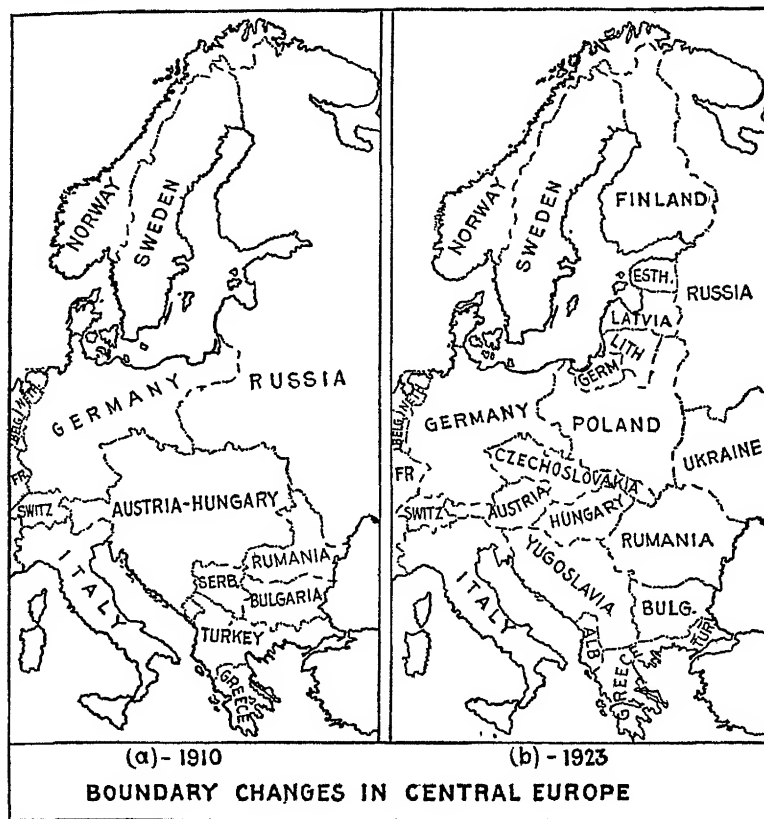 NORWAY
SWEDEN
GERMANY
RUSSIA
NETH.
BELG.
FR.
SWITZ
AUSTRIA-HUNGARY
ITALY
RUMANIA
SERB.
BULGARIA
TURKEY
GREECE
(a) - 1910
NORWAY
SWEDEN
FINLAND
ESTH.
RUSSIA
LATVIA
LITH
GERM
NETH.
BELG.
GERMANY
POLAND
UKRAINE
CZECHOSLOVAKIA
FR.
SWITZ
AUSTRIA
HUNGARY
RUMANIA
YUGOSLAVIA
ITALY
BULG.
TUR.
ALB
GREECE
(b) - 1923
BOUNDARY CHANGES IN CENTRAL EUROPE